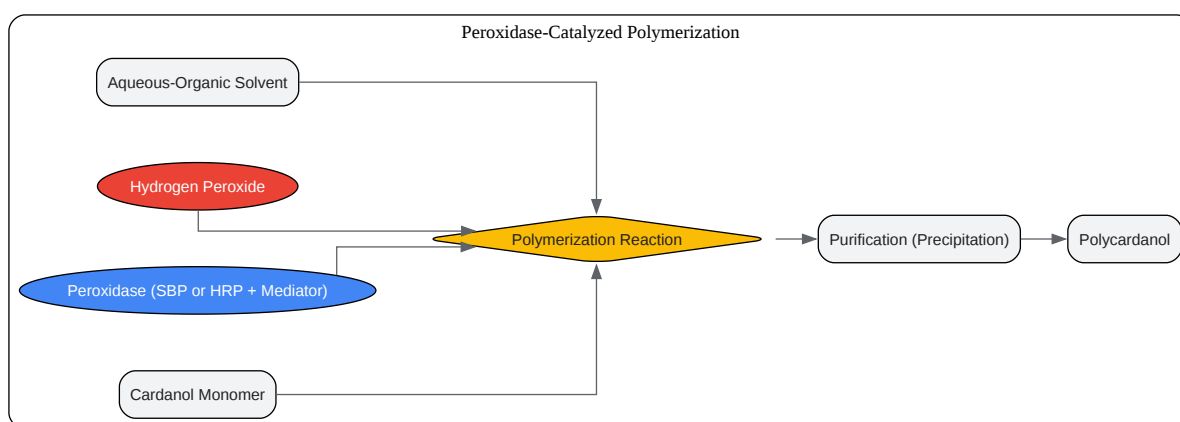 Peroxidase-Catalyzed Polymerization
Aqueous-Organic Solvent
Hydrogen Peroxide
Polymerization Reaction
Purification (Precipitation)
Polycardanol
Peroxidase (SBP or HRP + Mediator)
Cardanol Monomer